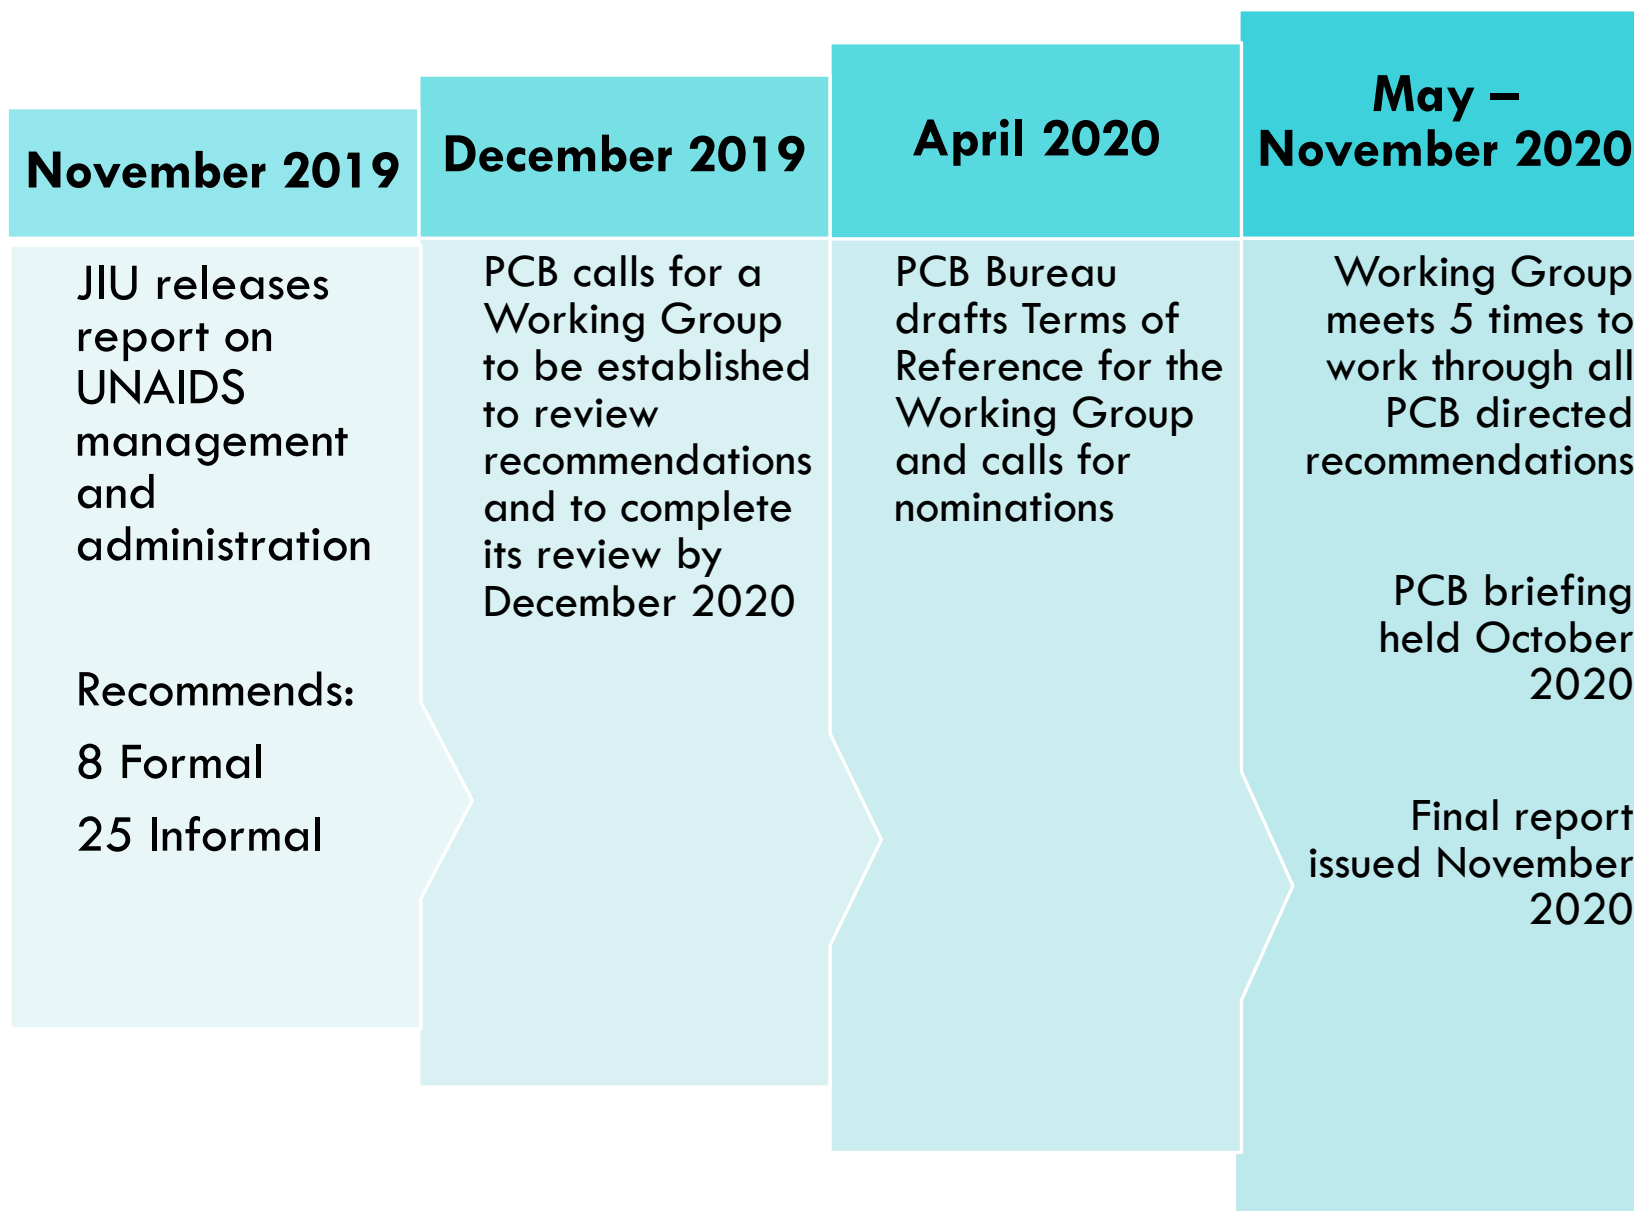 November 2019
JIU releases
report on
UNAIDS
management
and
administration
Recommends:
8 Formal
25 Informal
December 2019
PCB calls for a
Working Group
to be established
to review
recommendations
and to complete
its review by
December 2020
April 2020
PCB Bureau
drafts Terms of
Reference for the
Working Group
and calls for
nominations
May –
November 2020
Working Group
meets 5 times to
work through all
PCB directed
recommendations
PCB briefing
held October
2020
Final report
issued November
2020